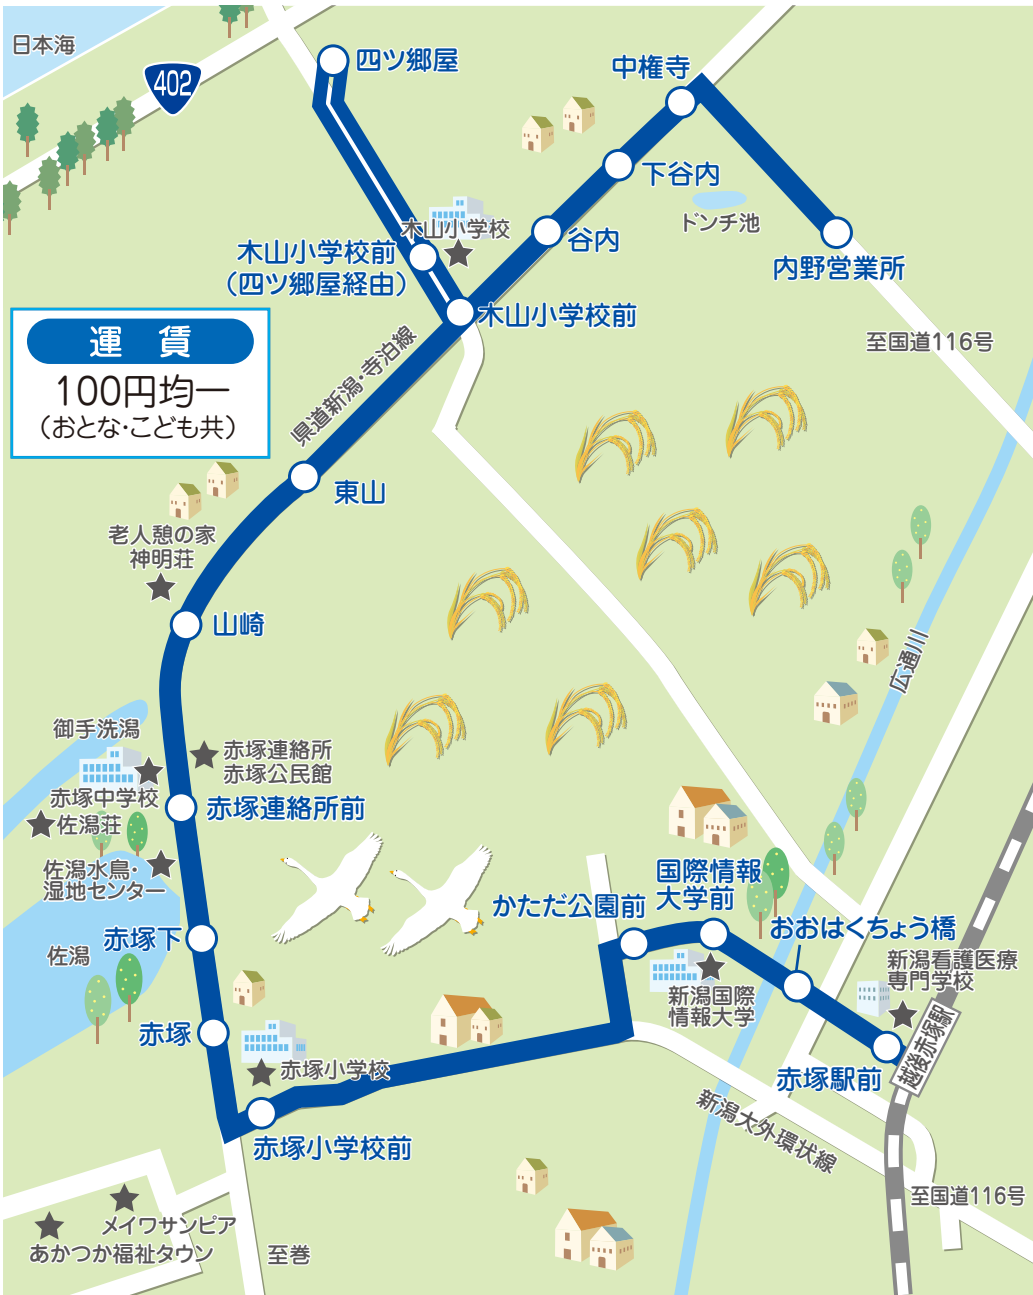 日本海
402
四ツ郷屋
中権寺
下谷内
ドンチ池
谷内
内野営業所
木山小学校
木山小学校前
（四ツ郷屋経由）
木山小学校前
至国道116号
運 賃
100円均一
（おとな・こども共）
県道新潟・寺泊線
東山
老人憩の家
神明荘
山崎
広通川
御手洗潟
赤塚中学校
赤塚連絡所
赤塚公民館
赤塚連絡所前
佐潟荘
佐潟水鳥・
湿地センター
佐潟
赤塚下
赤塚
赤塚小学校
赤塚小学校前
かただ公園前
国際情報
大学前
おおはくちょう橋
新潟国際
情報大学
新潟看護医療
専門学校
赤塚駅前
越後赤塚駅
新潟大外環状線
至国道116号
メイワサンピア
あかつか福祉タウン
至巻